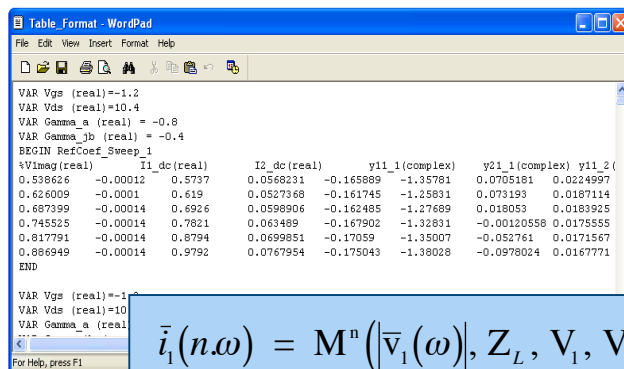 Table_Format - WordPad
File Edit View Insert Format Help
VAR Vgs (real)=-1.2
VAR Vds (real)=10.4
VAR Gamma_a (real) = -0.8
VAR Gamma_jb (real) = -0.4
BEGIN RefCoef_Sweep_1
%V1mag(real) I1_dc(real) I2_dc(real) y11_1(complex) y21_1(complex) y11_2(
0.538626 -0.00012 0.5737 0.0568231 -0.165889 -1.35781 0.0705181 0.0224997
0.626009 -0.0001 0.619 0.0527368 -0.161745 -1.25831 0.073193 0.0187114
0.687399 -0.00014 0.6926 0.0598906 -0.162485 -1.27689 0.018053 0.0183925
0.745525 -0.00014 0.7821 0.063489 -0.167902 -1.32831 -0.00120558 0.0175555
0.817791 -0.00014 0.8794 0.0699851 -0.17059 -1.35007 -0.052761 0.0171567
0.886949 -0.00014 0.9792 0.0767954 -0.175043 -1.38028 -0.0978024 0.0167771
END
VAR Vgs (real)=-1.
VAR Vds (real)=10
VAR Gamma_a (real)
i̅₁(n.ω) = Mⁿ(|v̅₁(ω)|, Z_L, V₁, V
For Help, press F1